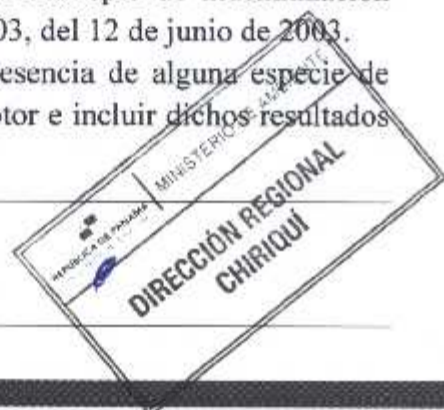 03, del 12 de junio de 2003.
esencia de alguna especie de
otor e incluir dichos resultados
REPÚBLICA DE PANAMÁ
MINISTERIO DE AMBIENTE
DIRECCIÓN REGIONAL
CHIRIQUÍ